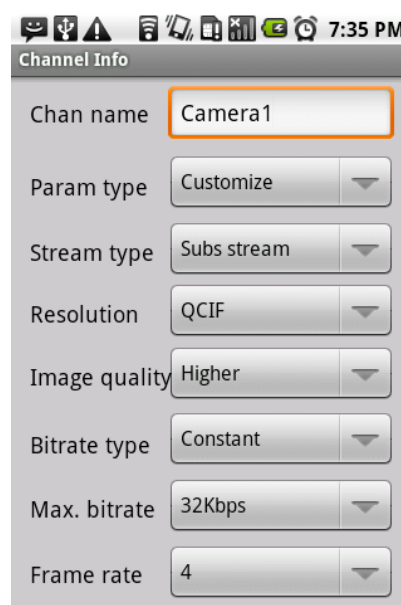 7:35 PM
Channel Info
Chan name Camera1
Param type Customize
Stream type Subs stream
Resolution QCIF
Image quality Higher
Bitrate type Constant
Max. bitrate 32Kbps
Frame rate 4